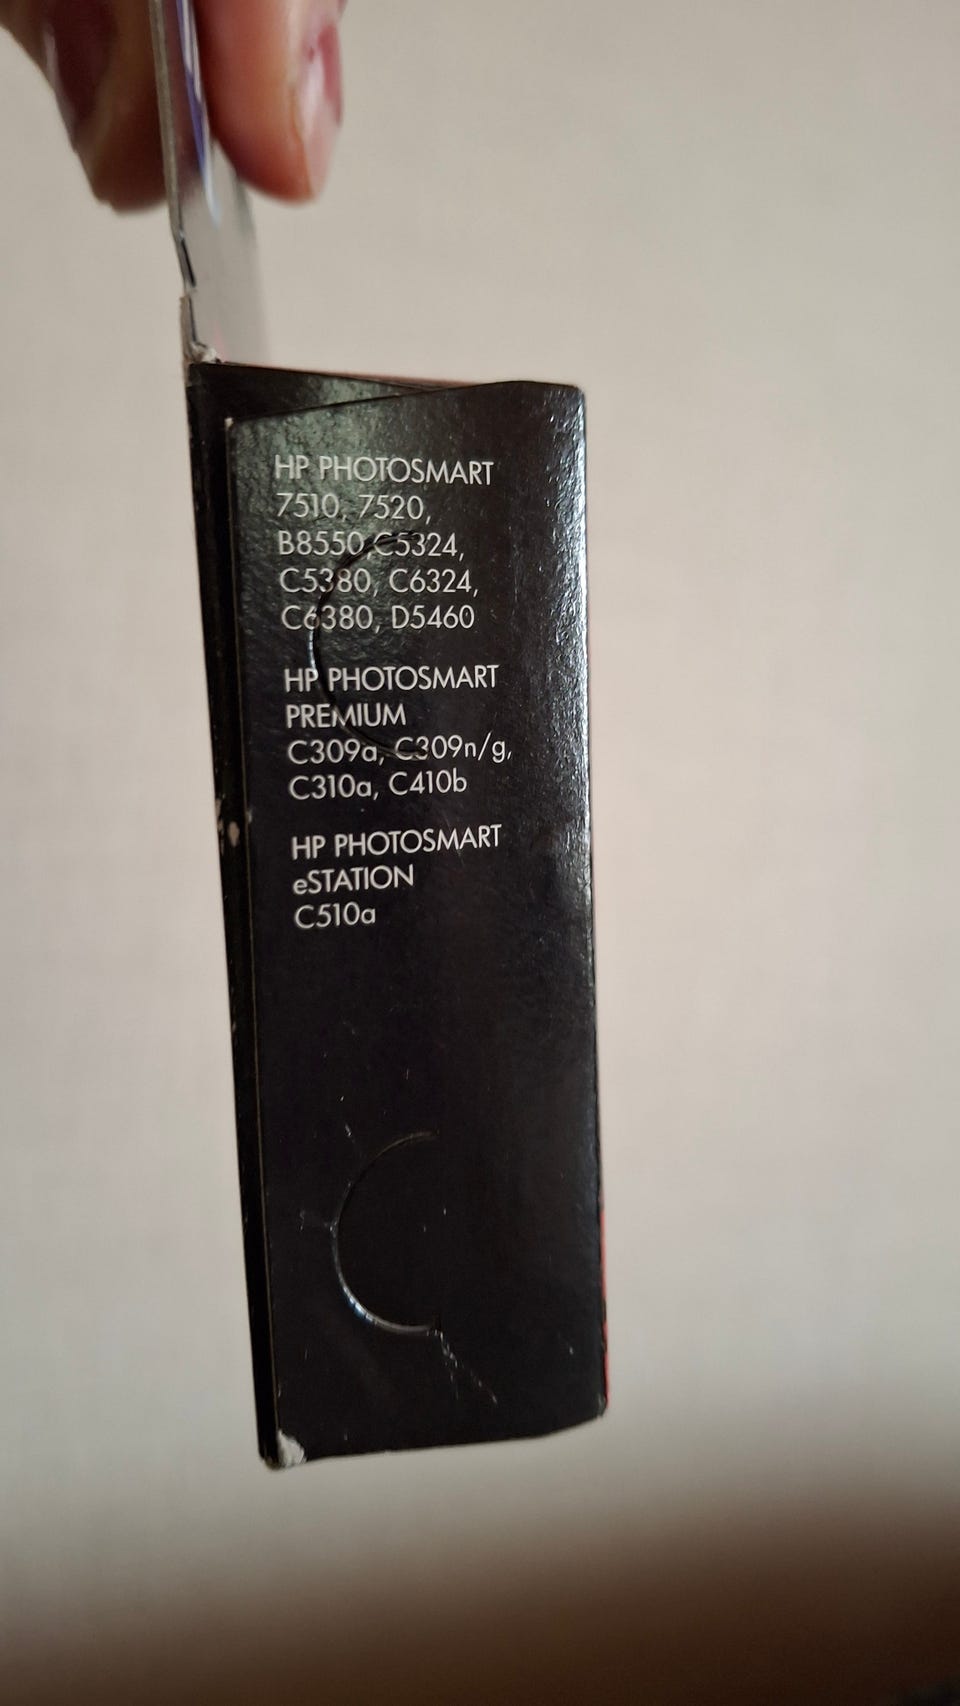 HP PHOTOSMART
7510, 7520,
B8550,C5324,
C5380, C6324,
C6380, D5460
HP PHOTOSMART
PREMIUM
C309a, C309n/g,
C310a, C410b
HP PHOTOSMART
eSTATION
C510a